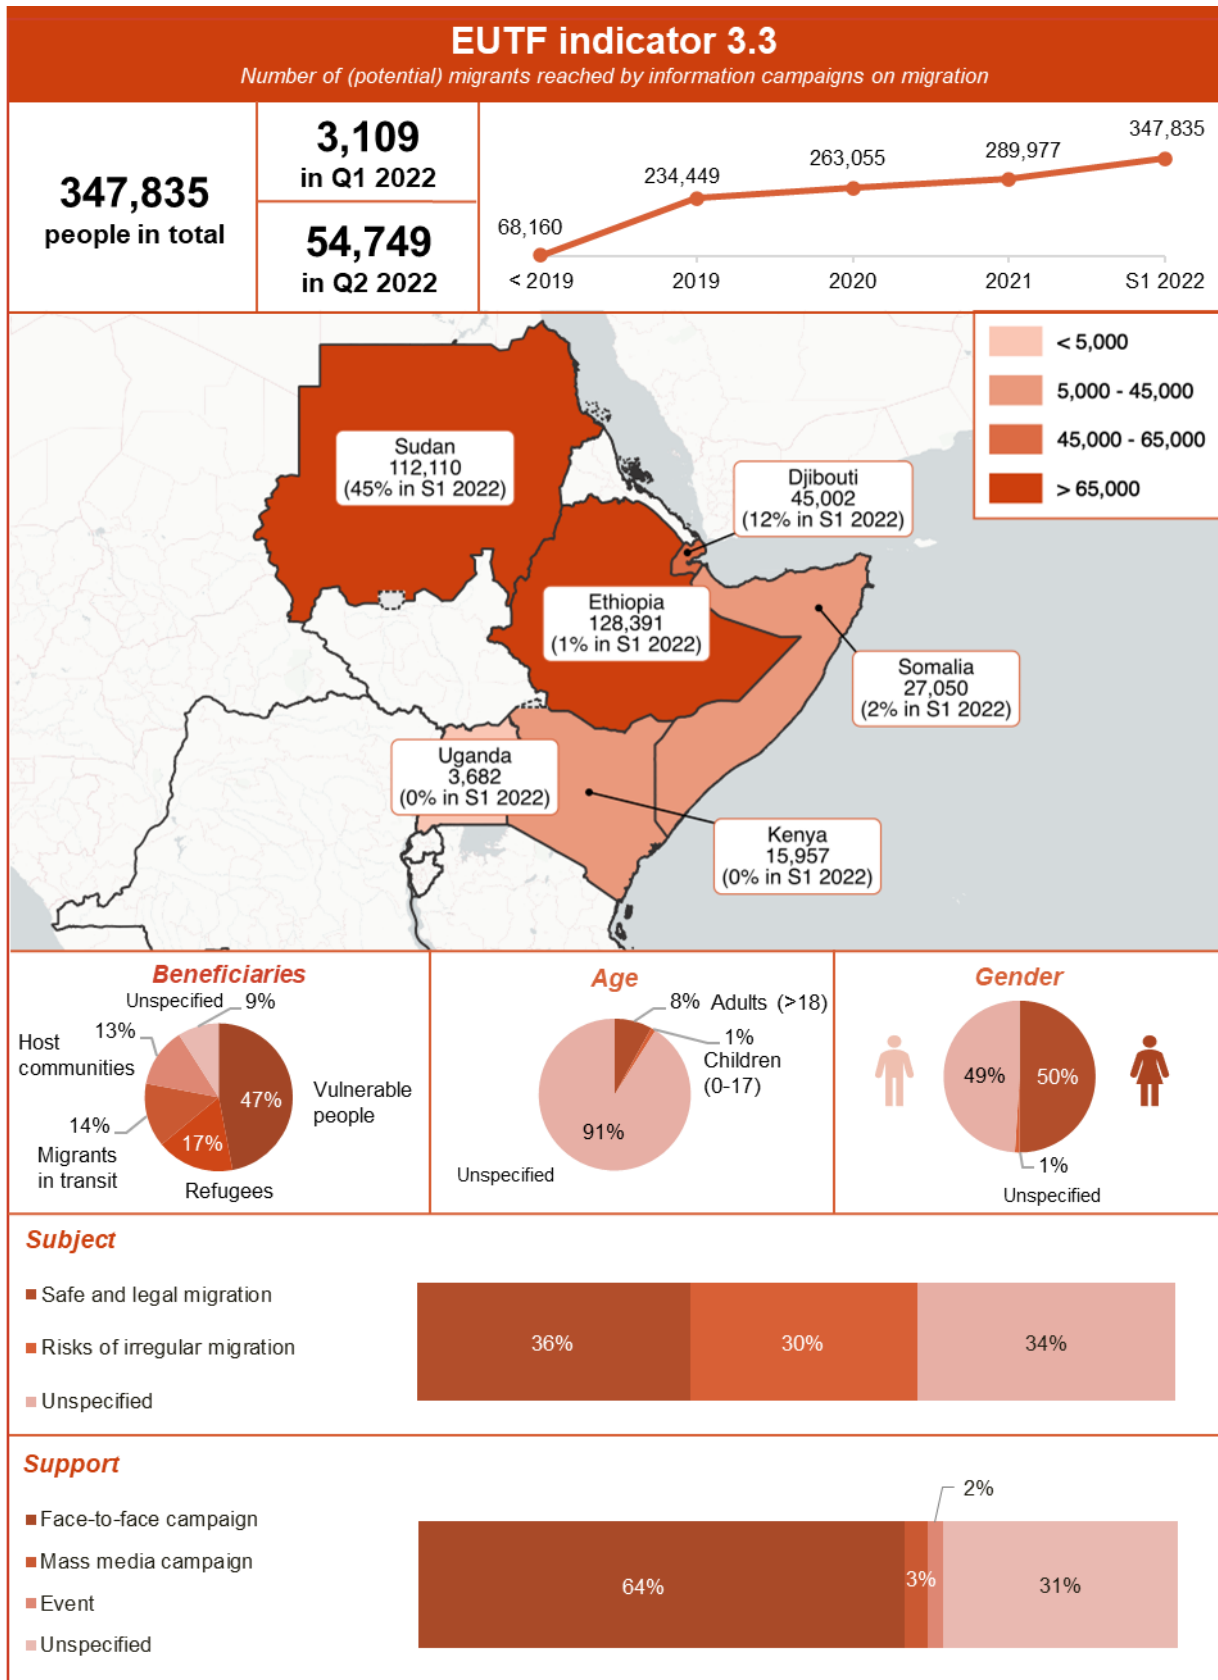 EUTF indicator 3.3
Number of (potential) migrants reached by information campaigns on migration
347,835
people in total
3,109
in Q1 2022
54,749
in Q2 2022
68,160
234,449
263,055
289,977
347,835
< 2019
2019
2020
2021
S1 2022
< 5,000
5,000 - 45,000
45,000 - 65,000
> 65,000
Sudan
112,110
(45% in S1 2022)
Djibouti
45,002
(12% in S1 2022)
Ethiopia
128,391
(1% in S1 2022)
Somalia
27,050
(2% in S1 2022)
Uganda
3,682
(0% in S1 2022)
Kenya
15,957
(0% in S1 2022)
Beneficiaries
Unspecified
9%
13%
Host
communities
47%
Vulnerable
people
14%
17%
Migrants
in transit
Refugees
Age
8% Adults (>18)
1%
Children
(0-17)
91%
Unspecified
Gender
49%
50%
1%
Unspecified
Subject
Safe and legal migration
Risks of irregular migration
Unspecified
36%
30%
34%
Support
Face-to-face campaign
Mass media campaign
Event
Unspecified
2%
64%
3%
31%